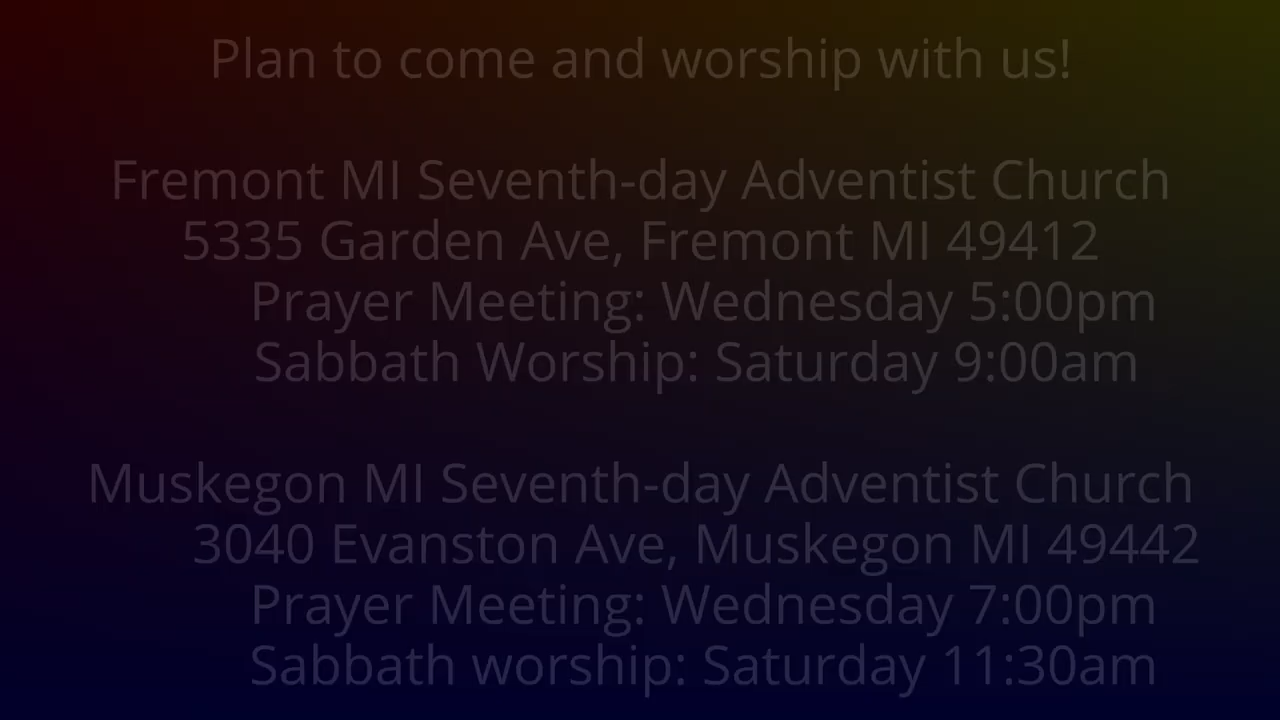 Plan to come and worship with us!
Fremont MI Seventh-day Adventist Church
5335 Garden Ave, Fremont MI 49412
Prayer Meeting: Wednesday 5:00pm
Sabbath Worship: Saturday 9:00am
Muskegon MI Seventh-day Adventist Church
3040 Evanston Ave, Muskegon MI 49442
Prayer Meeting: Wednesday 7:00pm
Sabbath worship: Saturday 11:30am